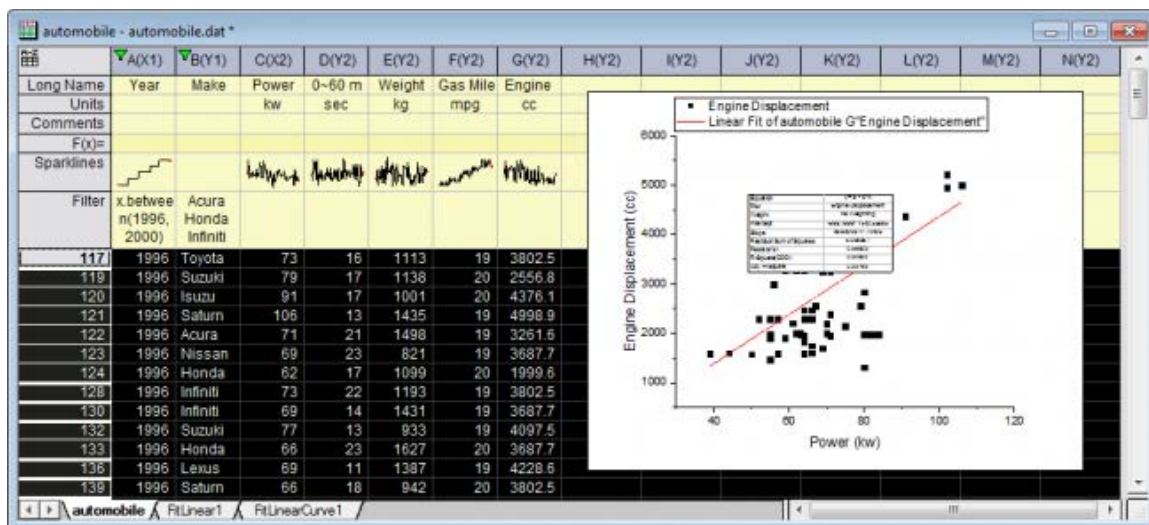 automobile - automobile.dat *
A(X1) B(Y1) C(X2) D(Y2) E(Y2) F(Y2) G(Y2) H(Y2) I(Y2) J(Y2) K(Y2) L(Y2) M(Y2) N(Y2)
Long Name Year Make Power 0~60 m Weight Gas Mile Engine
Units kw sec kg mpg cc
Comments
F(x)=
Sparklines
Filter x.betwee Acura
n(1996, Honda
2000) Infiniti
117 1996 Toyota 73 16 1113 19 3802.5
119 1996 Suzuki 79 17 1138 20 2556.8
120 1996 Isuzu 91 17 1001 20 4376.1
121 1996 Saturn 106 13 1435 19 4998.9
122 1996 Acura 71 21 1498 19 3261.6
123 1996 Nissan 69 23 821 19 3687.7
124 1996 Honda 62 17 1099 20 1999.6
128 1996 Infiniti 73 22 1193 19 3802.5
130 1996 Infiniti 69 14 1431 19 3687.7
132 1996 Suzuki 77 13 933 19 4097.5
133 1996 Honda 66 23 1627 20 3687.7
136 1996 Lexus 69 11 1387 19 4228.6
139 1996 Saturn 66 18 942 20 3802.5
Engine Displacement
Linear Fit of automobile G"Engine Displacement"
6000
5000
4000
3000
2000
1000
Engine Displacement (cc)
40 60 80 100 120
Power (kw)
automobile FitLinear1 FitLinearCurve1